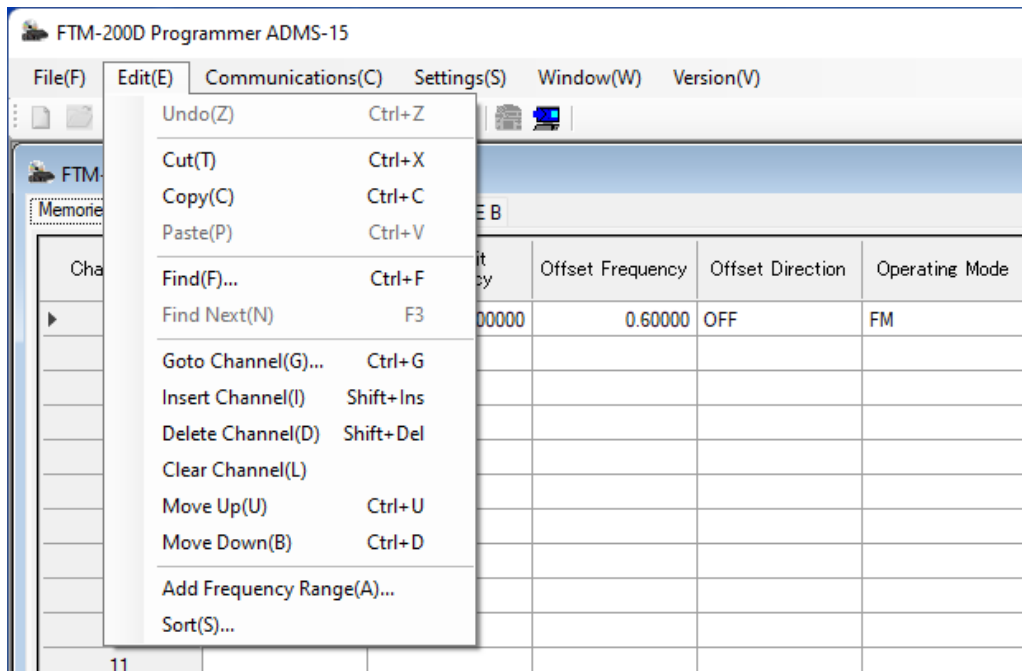 FTM-200D Programmer ADMS-15
File(F) Edit(E) Communications(C) Settings(S) Window(W) Version(V)
Undo(Z) Ctrl+Z
Cut(T) Ctrl+X
Copy(C) Ctrl+C
Paste(P) Ctrl+V
Find(F)... Ctrl+F
Find Next(N) F3
Goto Channel(G)... Ctrl+G
Insert Channel(I) Shift+Ins
Delete Channel(D) Shift+Del
Clear Channel(L)
Move Up(U) Ctrl+U
Move Down(B) Ctrl+D
Add Frequency Range(A)...
Sort(S)...
FTM-
Memorie E B
Cha it Offset Frequency Offset Direction Operating Mode
cy
00000 0.60000 OFF FM
11